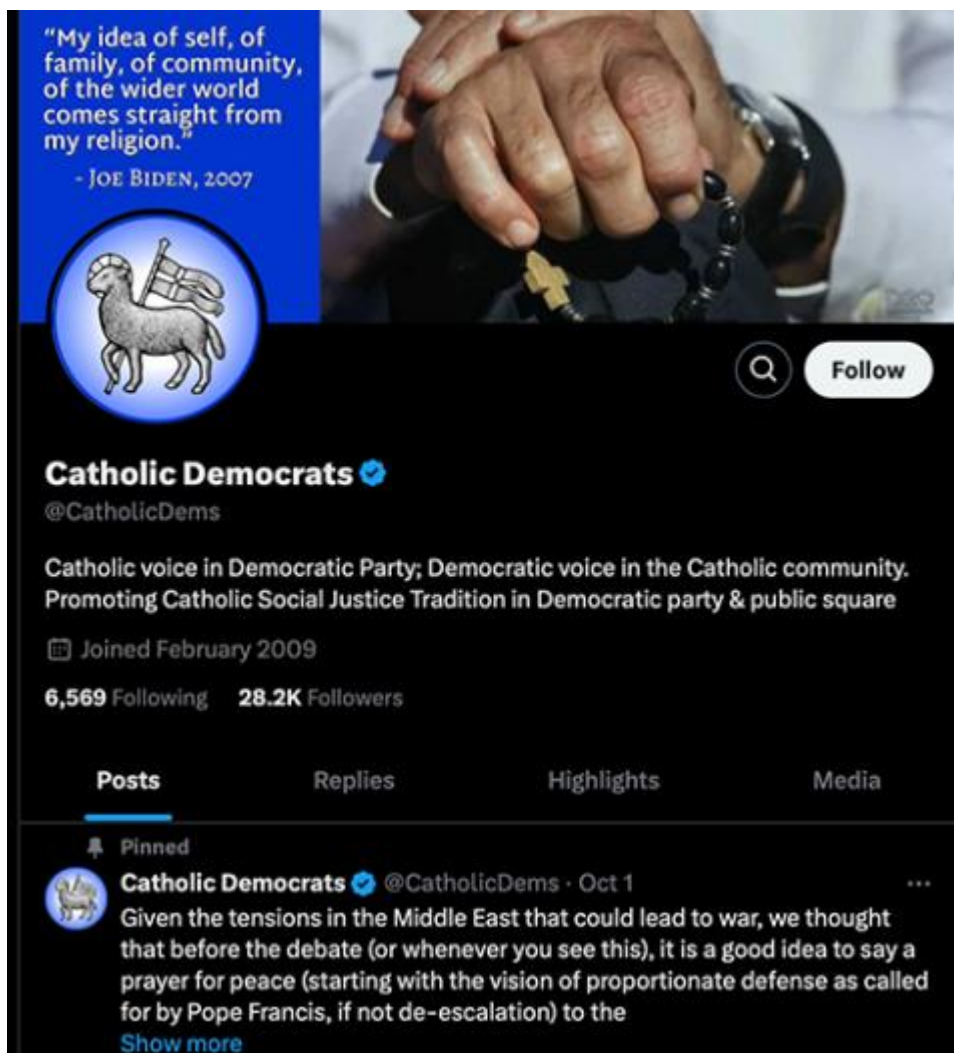 “My idea of self, of
family, of community,
of the wider world
comes straight from
my religion.”
- JOE BIDEN, 2007
Follow
Catholic Democrats
@CatholicDems
Catholic voice in Democratic Party; Democratic voice in the Catholic community.
Promoting Catholic Social Justice Tradition in Democratic party & public square
Joined February 2009
6,569 Following 28.2K Followers
Posts Replies Highlights Media
Pinned
Catholic Democrats @CatholicDems · Oct 1
Given the tensions in the Middle East that could lead to war, we thought
that before the debate (or whenever you see this), it is a good idea to say a
prayer for peace (starting with the vision of proportionate defense as called
for by Pope Francis, if not de-escalation) to the
Show more